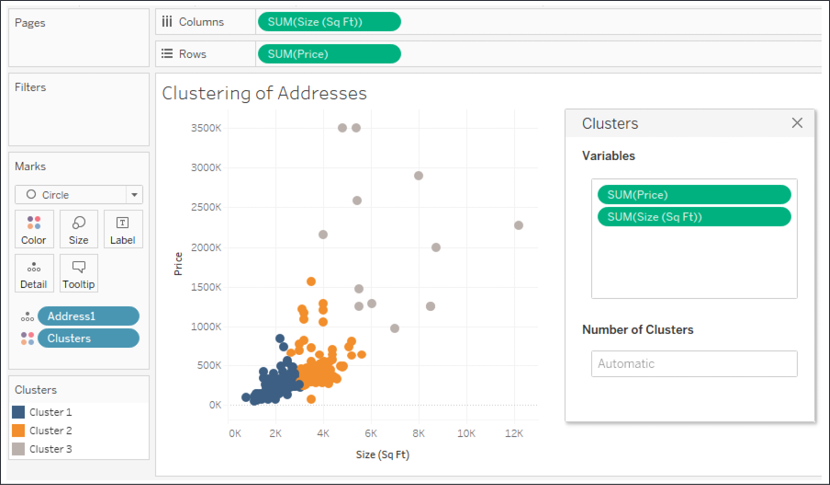 Pages
Columns
SUM(Size (Sq Ft))
Rows
SUM(Price)
Filters
Marks
Circle
Color
Size
Label
Detail
Tooltip
Address1
Clusters
Clusters
Cluster 1
Cluster 2
Cluster 3
Clustering of Addresses
Price
3500K
3000K
2500K
2000K
1500K
1000K
500K
0K
0K 2K 4K 6K 8K 10K 12K
Size (Sq Ft)
Clusters
Variables
SUM(Price)
SUM(Size (Sq Ft))
Number of Clusters
Automatic